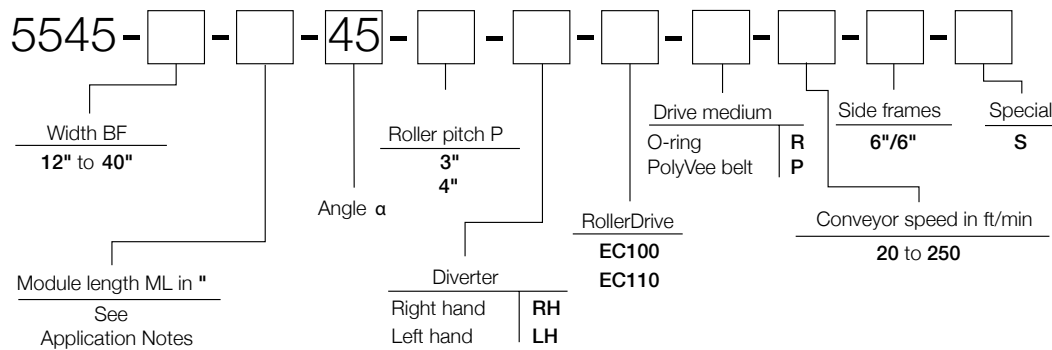 5545 - - - 45 - - - - - - -
Width BF
12" to 40"
Module length ML in "
See
Application Notes
Angle α
Roller pitch P
3"
4"
Diverter
Right hand RH
Left hand LH
RollerDrive
EC100
EC110
Drive medium
O-ring R
PolyVee belt P
Conveyor speed in ft/min
20 to 250
Side frames
6"/6"
Special
S